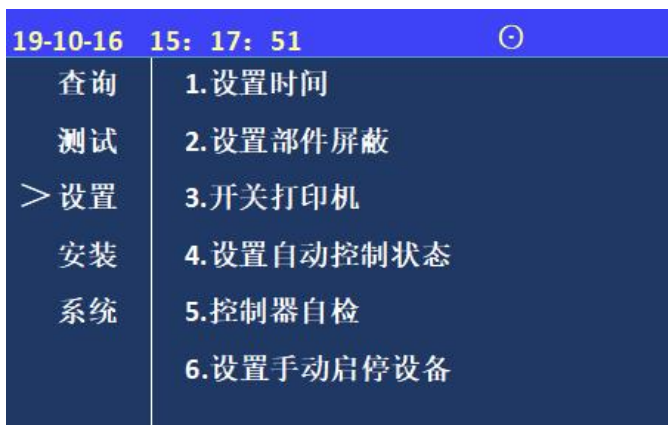 19-10-16 15：17：51
查询
测试
＞设置
安装
系统
1.设置时间
2.设置部件屏蔽
3.开关打印机
4.设置自动控制状态
5.控制器自检
6.设置手动启停设备